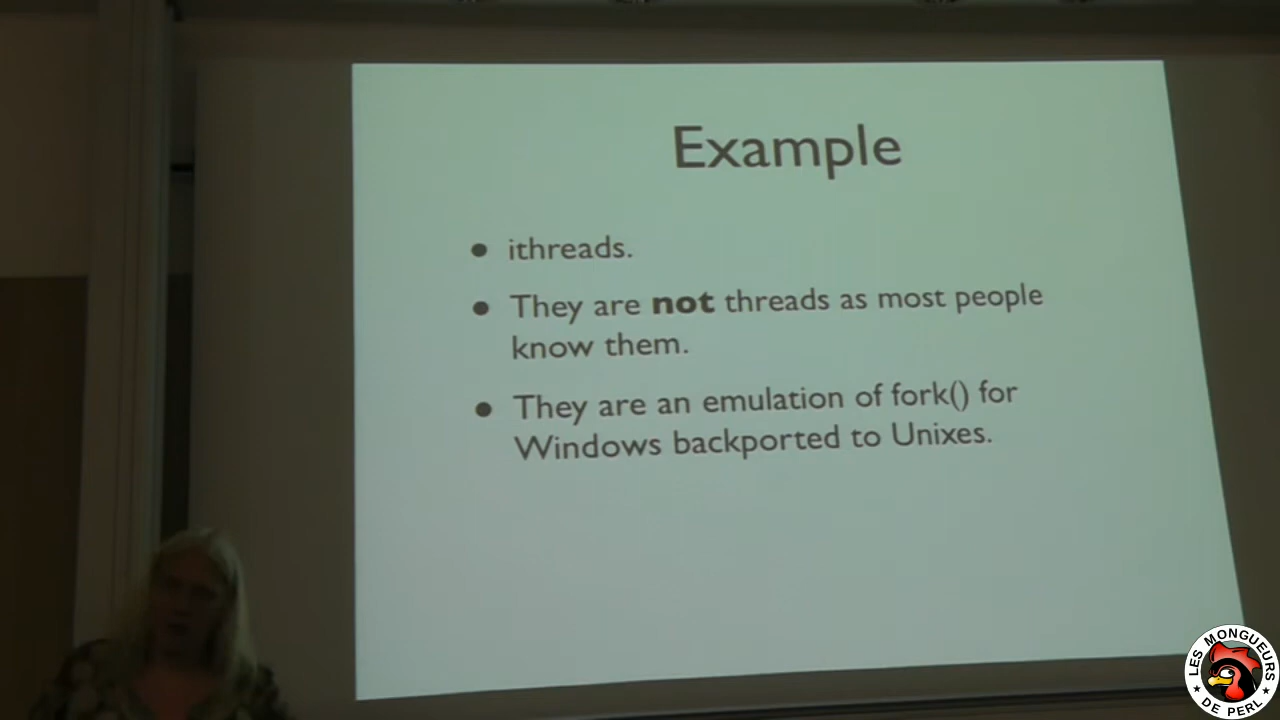 Example
• ithreads.
• They are not threads as most people
know them.
• They are an emulation of fork() for
Windows backported to Unixes.
LES MONGUEURS
★ DE PERL ★